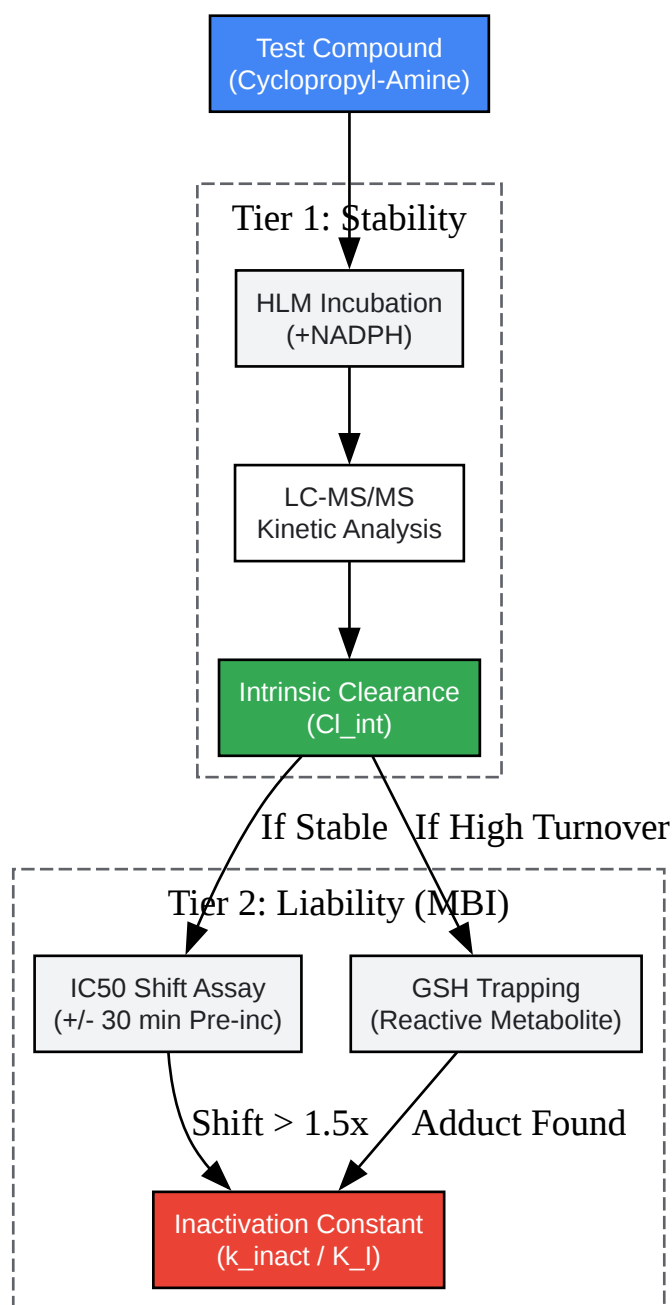 Test Compound
(Cyclopropyl-Amine)
Tier 1: Stability
HLM Incubation
(+NADPH)
LC-MS/MS
Kinetic Analysis
Intrinsic Clearance
(Cl_int)
If Stable
If High Turnover
Tier 2: Liability (MBI)
IC50 Shift Assay
(+/- 30 min Pre-inc)
GSH Trapping
(Reactive Metabolite)
Shift > 1.5x
Adduct Found
Inactivation Constant
(k_inact / K_I)